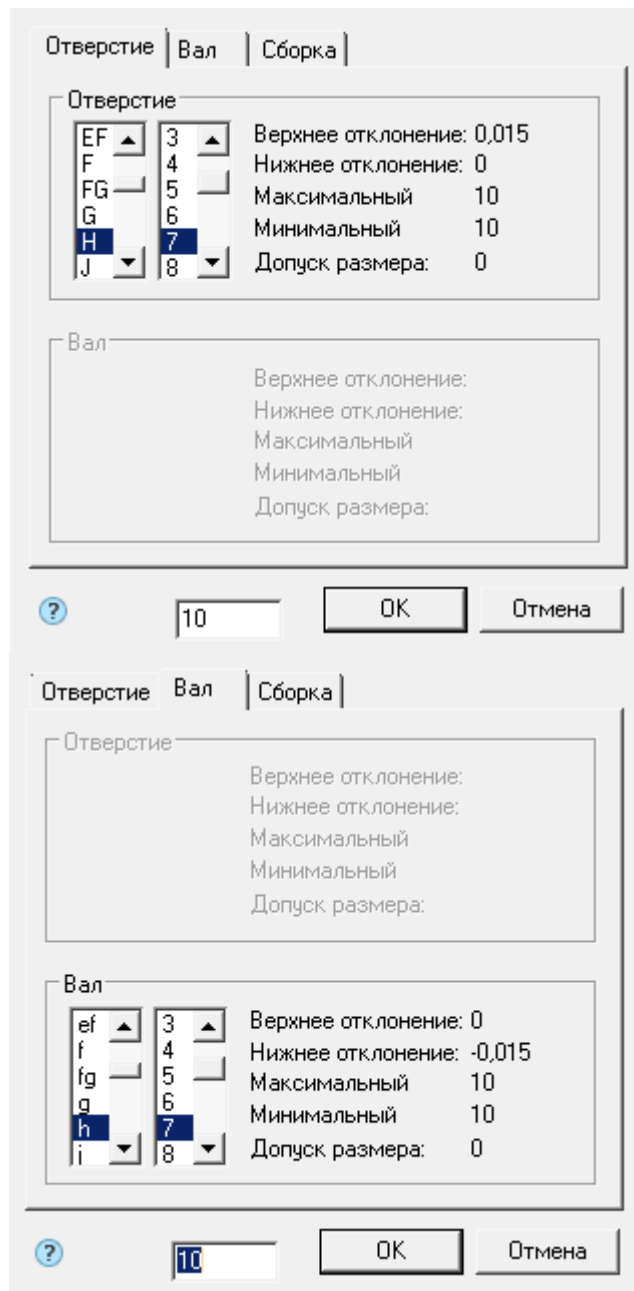 Отверстие Вал Сборка
Отверстие
EF 3 Верхнее отклонение: 0,015
F 4 Нижнее отклонение: 0
FG 5 Максимальный 10
G 6 Минимальный 10
H 7
J 8 Допуск размера: 0
Вал
Верхнее отклонение:
Нижнее отклонение:
Максимальный
Минимальный
Допуск размера:
? 10 OK Отмена
Отверстие Вал Сборка
Отверстие
Верхнее отклонение:
Нижнее отклонение:
Максимальный
Минимальный
Допуск размера:
Вал
ef 3 Верхнее отклонение: 0
f 4 Нижнее отклонение: -0,015
fg 5 Максимальный 10
g 6 Минимальный 10
h 7
8 Допуск размера: 0
? 10 OK Отмена